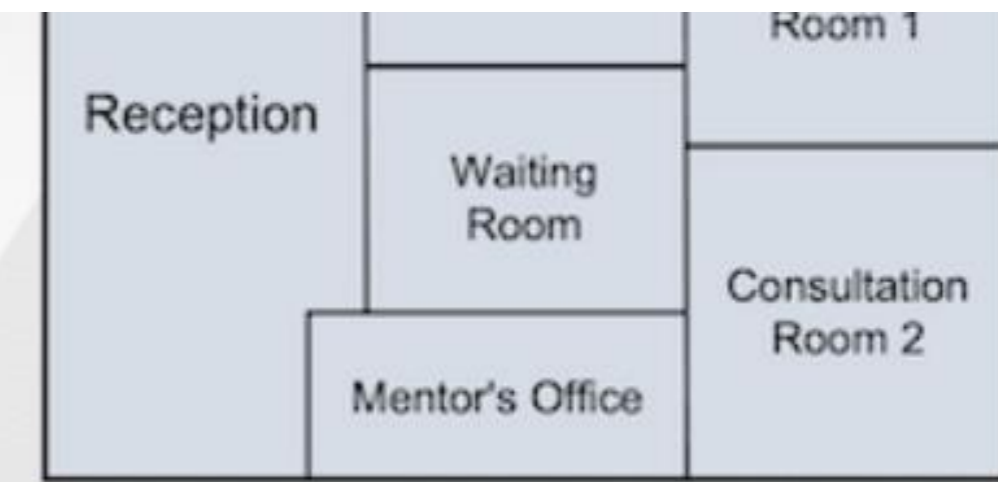 Room 1
Reception
Waiting
Room
Consultation
Room 2
Mentor's Office